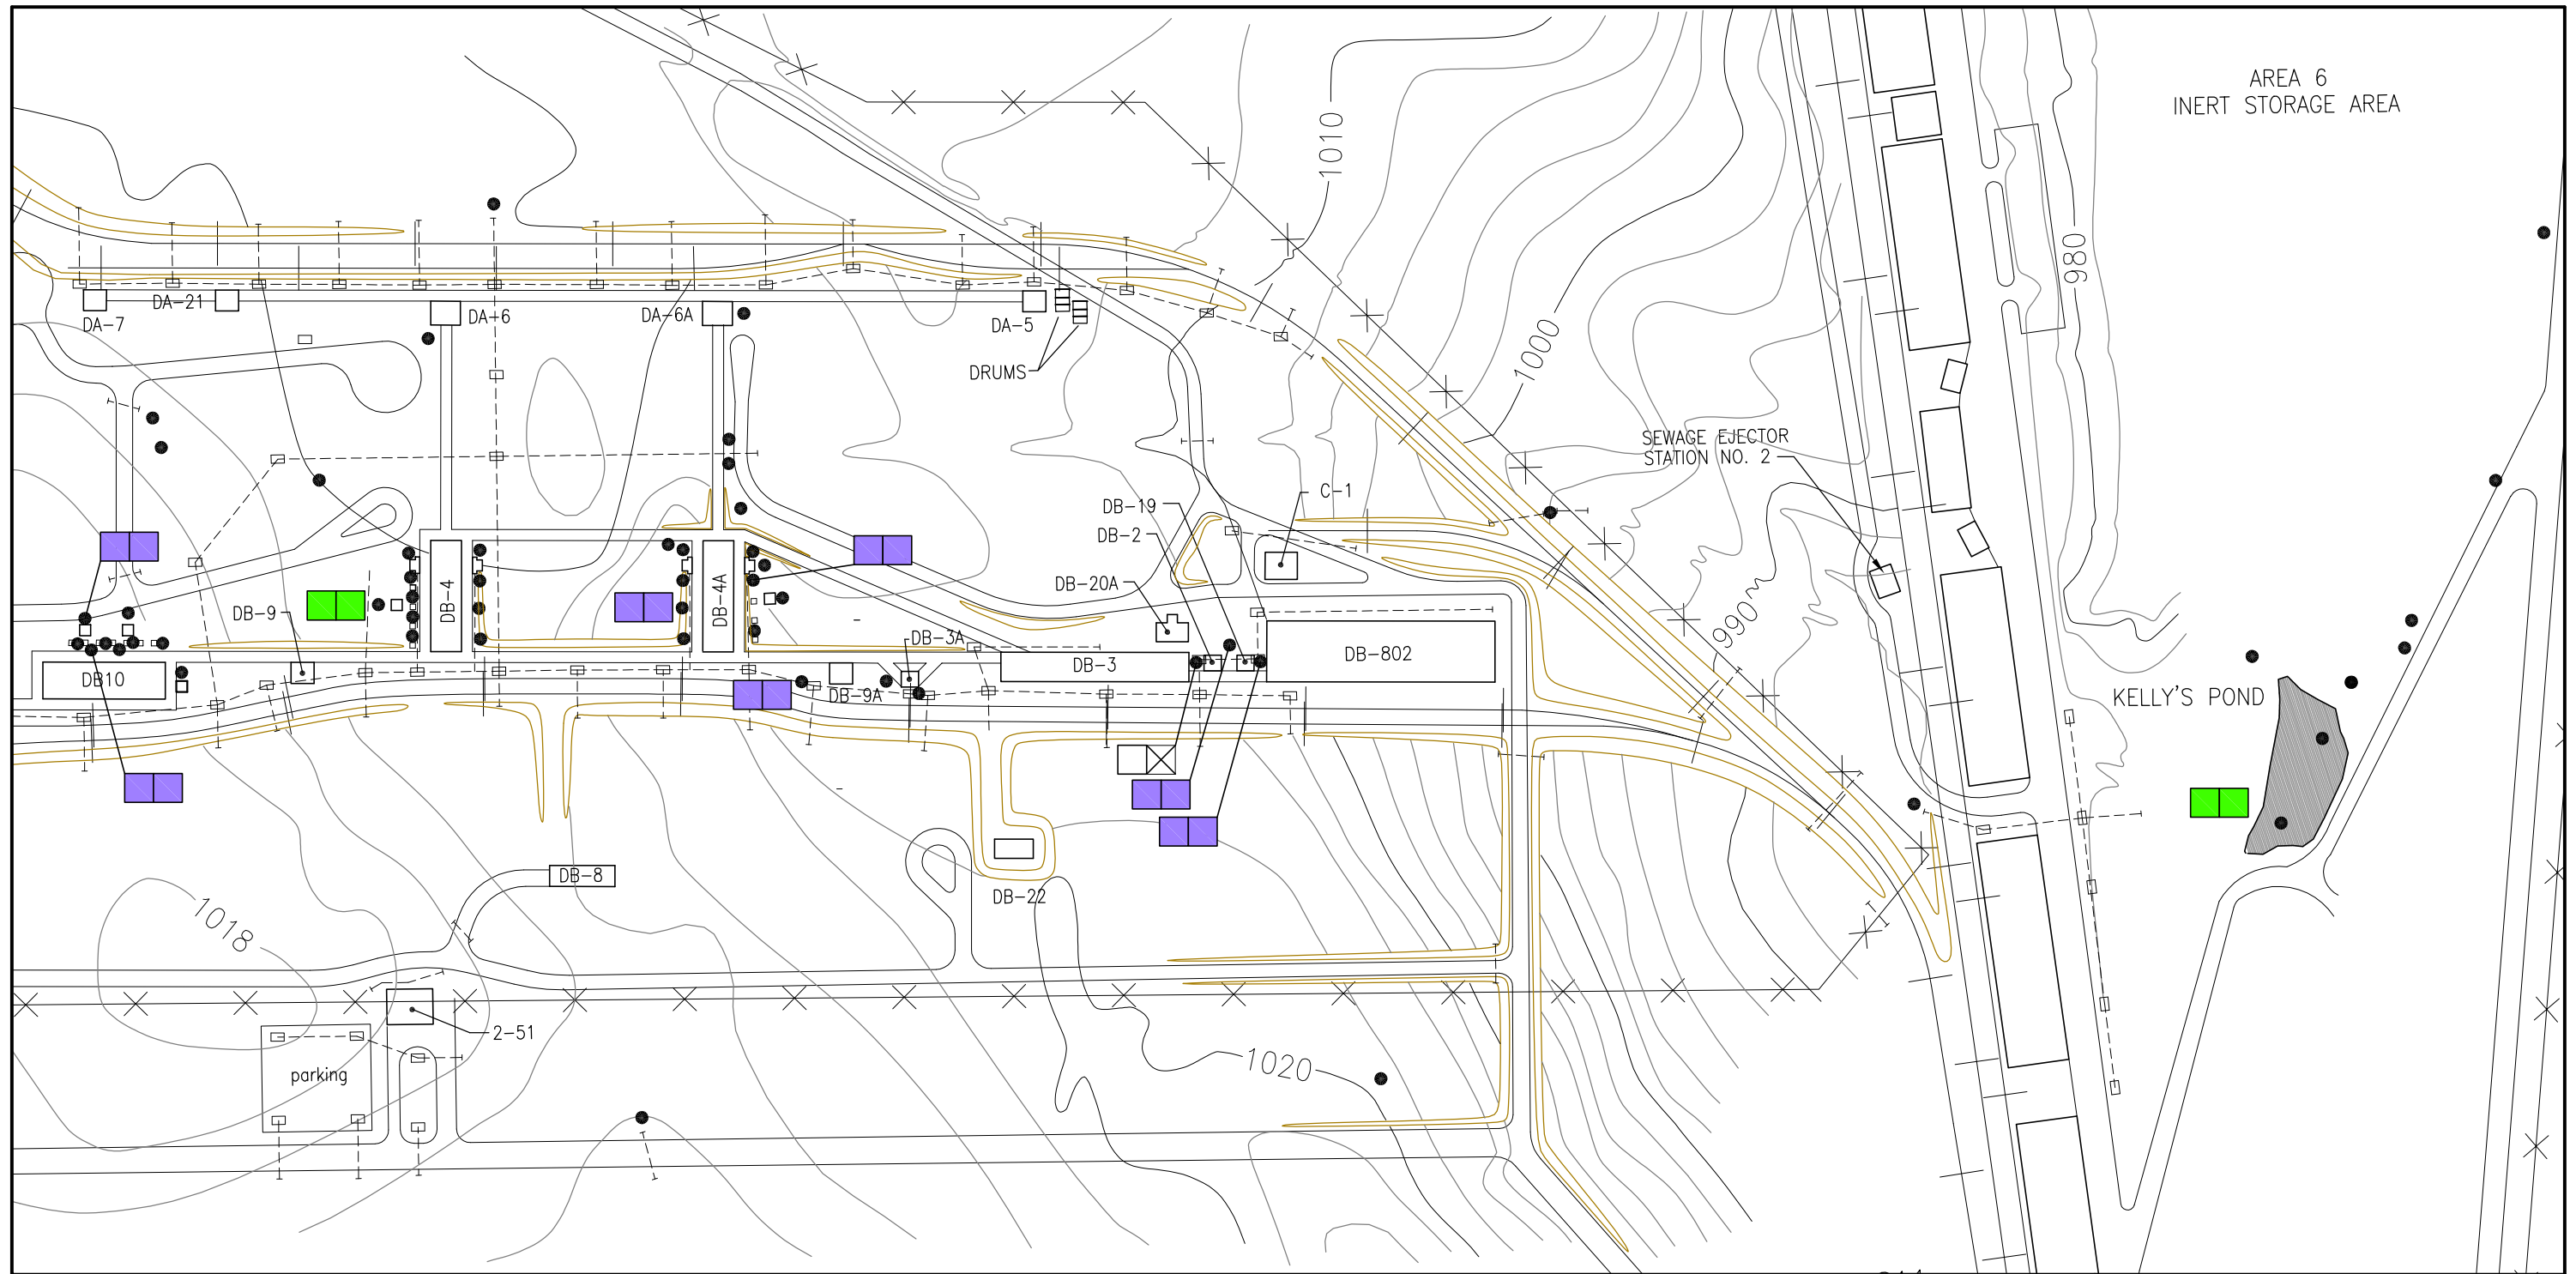 AREA 6
INERT STORAGE AREA
1010
980
DA-21
DA-7
DA-6
DA-6A
DA-5
DRUMS
1000
SEWAGE EJECTOR
STATION NO. 2
C-1
DB-19
DB-2
DB-20A
DB-4
DB-4A
DB-9
DB-3A
990
DB10
DB-9A
DB-3
DB-802
KELLY'S POND
DB-8
DB-22
1018
2-51
1020
parking